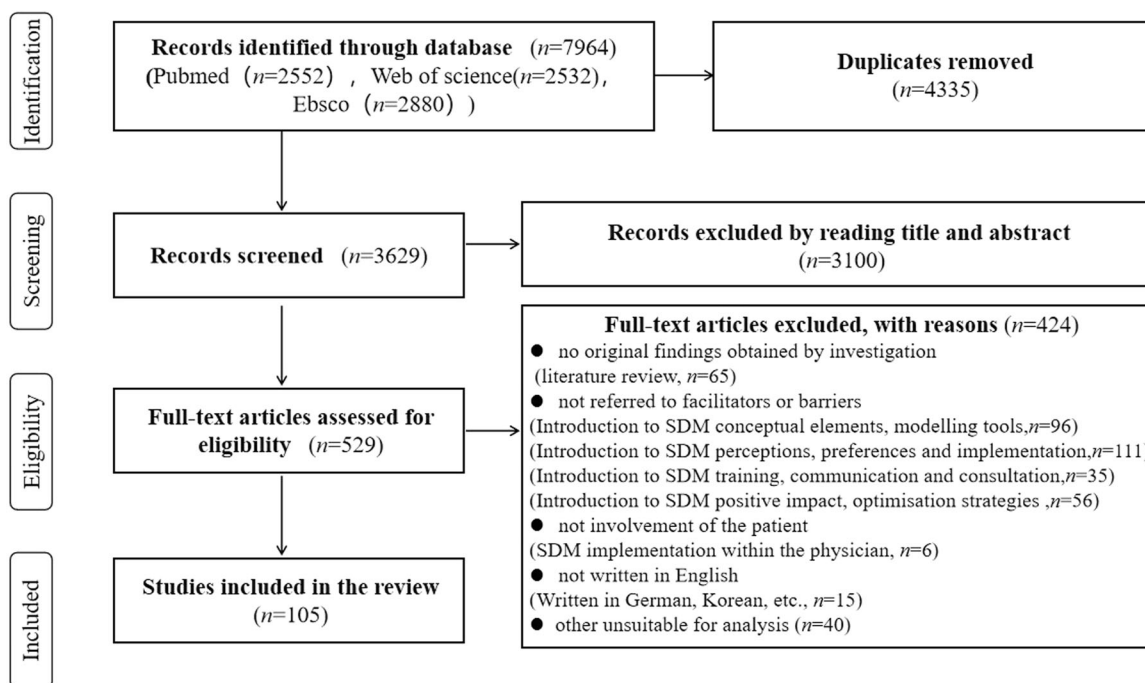 Identification
Records identified through database (n=7964)
(Pubmed（n=2552）, Web of science(n=2532),
Ebsco（n=2880）)
Duplicates removed
(n=4335)
Screening
Records screened (n=3629)
Records excluded by reading title and abstract
(n=3100)
Eligibility
Full-text articles assessed for
eligibility (n=529)
Full-text articles excluded, with reasons (n=424)
● no original findings obtained by investigation
(literature review, n=65)
● not referred to facilitators or barriers
(Introduction to SDM conceptual elements, modelling tools,n=96)
(Introduction to SDM perceptions, preferences and implementation,n=111)
(Introduction to SDM training, communication and consultation,n=35)
(Introduction to SDM positive impact, optimisation strategies ,n=56)
● not involvement of the patient
(SDM implementation within the physician, n=6)
● not written in English
(Written in German, Korean, etc., n=15)
● other unsuitable for analysis (n=40)
Included
Studies included in the review
(n=105)